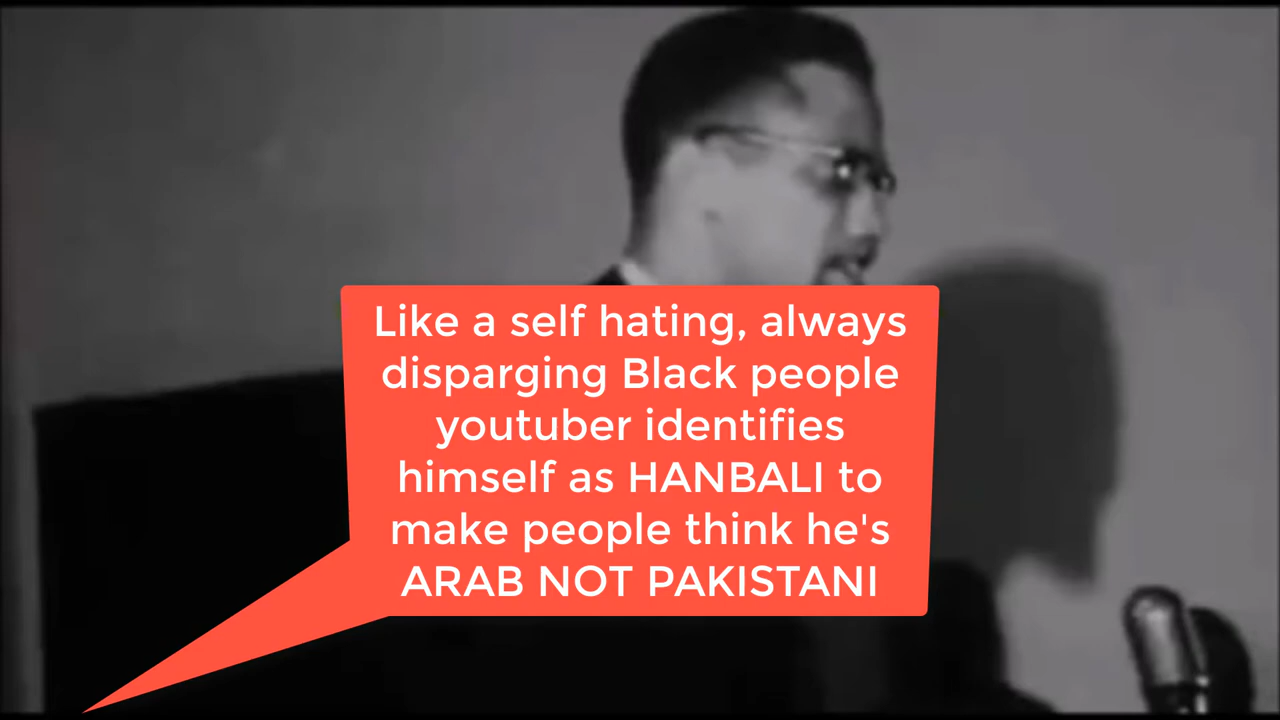 Like a self hating, always
disparging Black people
youtuber identifies
himself as HANBALI to
make people think he's
ARAB NOT PAKISTANI